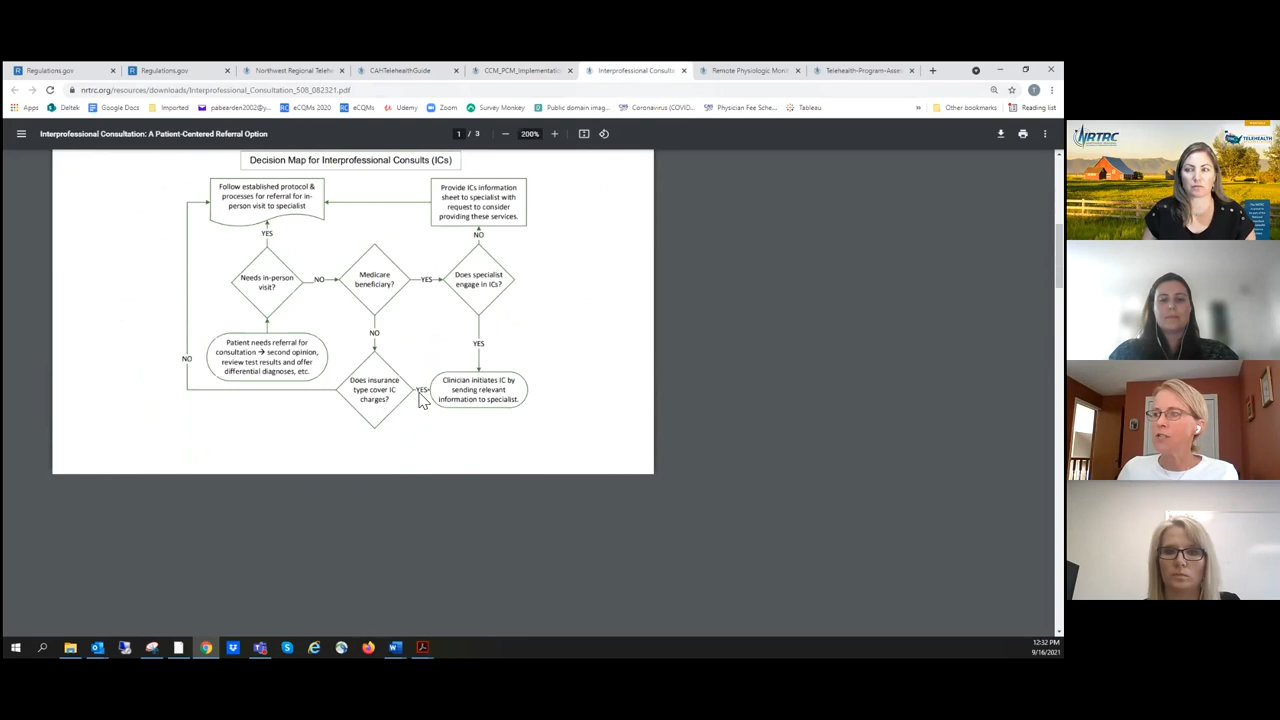 Regulations.gov
Regulations.gov
Northwest Regional Teleh
CAHTelehealthGuide
CCM_PCM_Implementatio
Interprofessional Consulta
Remote Physiologic Moni
Telehealth-Program-Asse
nrtrc.org/resources/downloads/Interprofessional_Consultation_508_082321.pdf
Apps
Deltek
Google Docs
Imported
pabearden2002@y...
eCQMs 2020
eCQMs
Udemy
Zoom
Survey Monkey
Public domain imag...
Coronavirus (COVID...
Physician Fee Sche...
Tableau
»
Other bookmarks
Reading list
Interprofessional Consultation: A Patient-Centered Referral Option
1 / 3
200%
Decision Map for Interprofessional Consults (ICs)
Follow established protocol &
processes for referral for in-
person visit to specialist
Provide ICs information
sheet to specialist with
request to consider
providing these services.
YES
NO
Needs in-person
visit?
NO
Medicare
beneficiary?
YES
Does specialist
engage in ICs?
NO
YES
Patient needs referral for
consultation → second opinion,
review test results and offer
differential diagnoses, etc.
NO
Does insurance
type cover IC
charges?
YES
Clinician initiates IC by
sending relevant
information to specialist.
NRTRC
TELEHEALTH
12:32 PM
9/16/2021